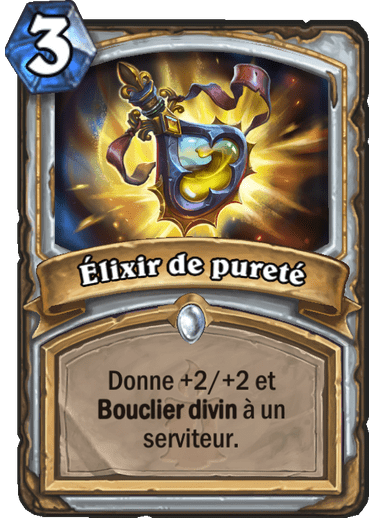 3
Élixir de pureté
Donne +2/+2 et
Bouclier divin à un
serviteur.